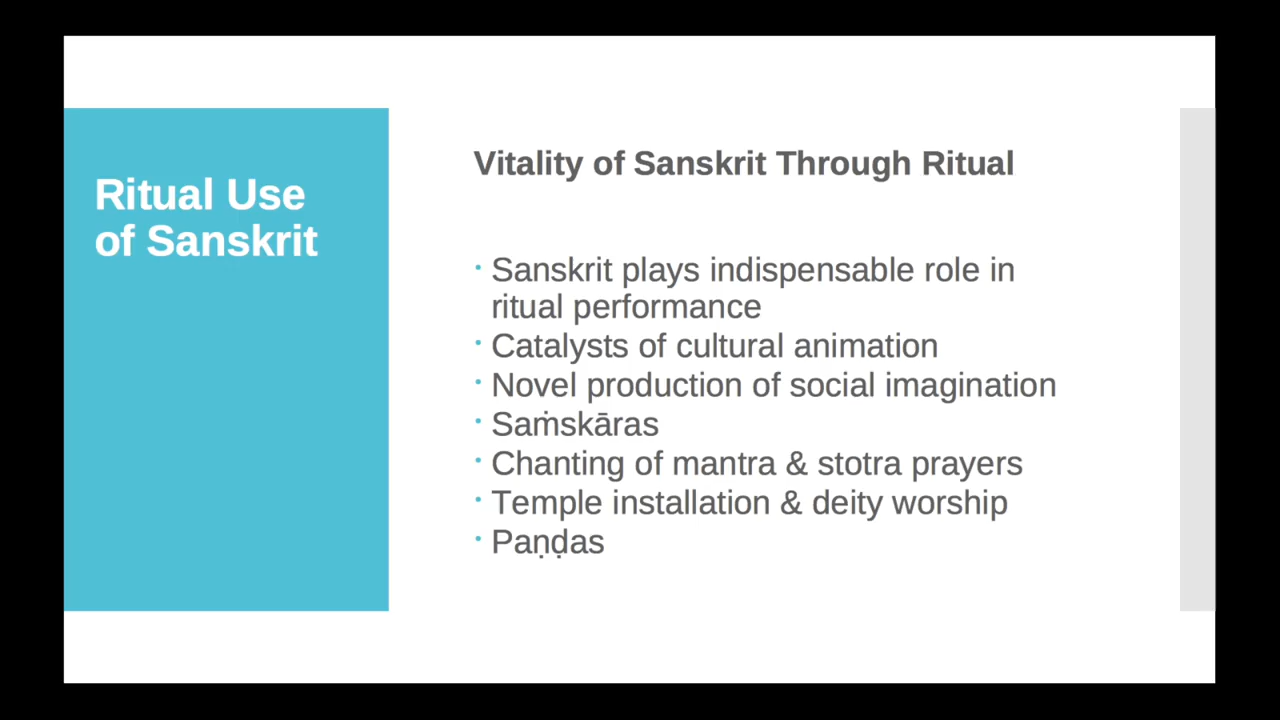 Ritual Use
of Sanskrit
Vitality of Sanskrit Through Ritual
· Sanskrit plays indispensable role in
ritual performance
· Catalysts of cultural animation
· Novel production of social imagination
· Saṁskāras
· Chanting of mantra & stotra prayers
· Temple installation & deity worship
· Paṇḍas